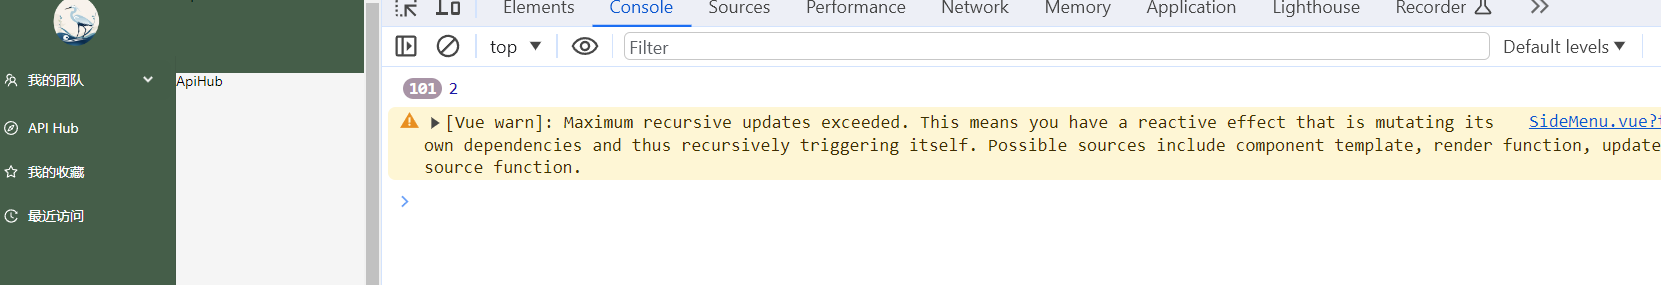 Elements Console Sources Performance Network Memory Application Lighthouse Recorder
top Filter Default levels
101 2
[Vue warn]: Maximum recursive updates exceeded. This means you have a reactive effect that is mutating its SideMenu.vue?
own dependencies and thus recursively triggering itself. Possible sources include component template, render function, update
source function.
我的团队
ApiHub
API Hub
我的收藏
最近访问